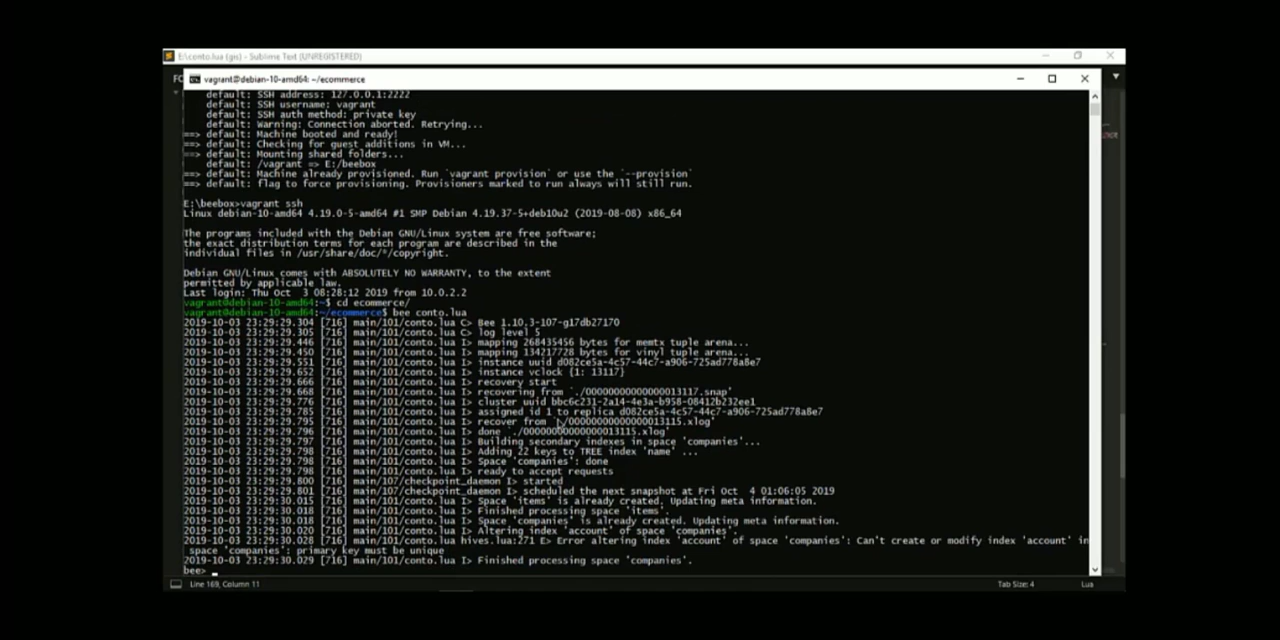 E:\conto.lua (gis) - Sublime Text (UNREGISTERED)
FO
vagrant@debian-10-amd64: ~/ecommerce
default: SSH address: 127.0.0.1:2222
default: SSH username: vagrant
default: SSH auth method: private key
default: Warning: Connection aborted. Retrying...
==> default: Machine booted and ready!
==> default: Checking for guest additions in VM...
==> default: Mounting shared folders...
default: /vagrant => E:/beebox
==> default: Machine already provisioned. Run `vagrant provision` or use the `--provision`
==> default: flag to force provisioning. Provisioners marked to run always will still run.
E:\beebox>vagrant ssh
Linux debian-10-amd64 4.19.0-5-amd64 #1 SMP Debian 4.19.37-5+deb10u2 (2019-08-08) x86_64
The programs included with the Debian GNU/Linux system are free software;
the exact distribution terms for each program are described in the
individual files in /usr/share/doc/*/copyright.
Debian GNU/Linux comes with ABSOLUTELY NO WARRANTY, to the extent
permitted by applicable law.
Last login: Thu Oct  3 08:28:12 2019 from 10.0.2.2
vagrant@debian-10-amd64:~$ cd ecommerce/
vagrant@debian-10-amd64:~/ecommerce$ bee conto.lua
2019-10-03 23:29:29.304 [716] main/101/conto.lua C> Bee 1.10.3-107-g17db27170
2019-10-03 23:29:29.305 [716] main/101/conto.lua C> log level 5
2019-10-03 23:29:29.446 [716] main/101/conto.lua I> mapping 268435456 bytes for memtx tuple arena...
2019-10-03 23:29:29.450 [716] main/101/conto.lua I> mapping 134217728 bytes for vinyl tuple arena...
2019-10-03 23:29:29.551 [716] main/101/conto.lua I> instance uuid d082ce5a-4c57-44c7-a906-725ad778a8e7
2019-10-03 23:29:29.652 [716] main/101/conto.lua I> instance vclock {1: 13117}
2019-10-03 23:29:29.666 [716] main/101/conto.lua I> recovery start
2019-10-03 23:29:29.668 [716] main/101/conto.lua I> recovering from `./00000000000000013117.snap'
2019-10-03 23:29:29.776 [716] main/101/conto.lua I> cluster uuid bbc6c231-2a14-4e3a-b958-08412b232ee1
2019-10-03 23:29:29.785 [716] main/101/conto.lua I> assigned id 1 to replica d082ce5a-4c57-44c7-a906-725ad778a8e7
2019-10-03 23:29:29.795 [716] main/101/conto.lua I> recover from `./00000000000000013115.xlog'
2019-10-03 23:29:29.796 [716] main/101/conto.lua I> done `./00000000000000013115.xlog'
2019-10-03 23:29:29.797 [716] main/101/conto.lua I> Building secondary indexes in space 'companies'...
2019-10-03 23:29:29.798 [716] main/101/conto.lua I> Adding 22 keys to TREE index 'name' ...
2019-10-03 23:29:29.798 [716] main/101/conto.lua I> Space 'companies': done
2019-10-03 23:29:29.798 [716] main/101/conto.lua I> ready to accept requests
2019-10-03 23:29:29.800 [716] main/107/checkpoint_daemon I> started
2019-10-03 23:29:29.801 [716] main/107/checkpoint_daemon I> scheduled the next snapshot at Fri Oct  4 01:06:05 2019
2019-10-03 23:29:30.015 [716] main/101/conto.lua I> Space 'items' is already created. Updating meta information.
2019-10-03 23:29:30.018 [716] main/101/conto.lua I> Finished processing space 'items'.
2019-10-03 23:29:30.018 [716] main/101/conto.lua I> Space 'companies' is already created. Updating meta information.
2019-10-03 23:29:30.020 [716] main/101/conto.lua I> Altering index 'account' of space 'companies'.
2019-10-03 23:29:30.028 [716] main/101/conto.lua hives.lua:271 E> Error altering index 'account' of space 'companies': Can't create or modify index 'account' in
space 'companies': primary key must be unique
2019-10-03 23:29:30.029 [716] main/101/conto.lua I> Finished processing space 'companies'.
bee>
Line 169, Column 11
Tab Size: 4
Lua